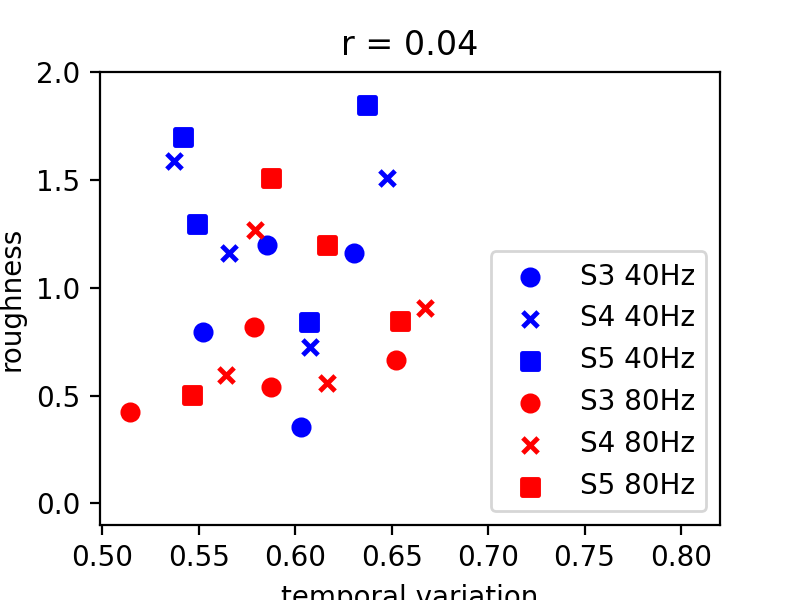 r = 0.04
2.0
1.5
1.0
0.5
0.0
roughness
S3 40Hz
S4 40Hz
S5 40Hz
S3 80Hz
S4 80Hz
S5 80Hz
0.50 0.55 0.60 0.65 0.70 0.75 0.80
temporal variation